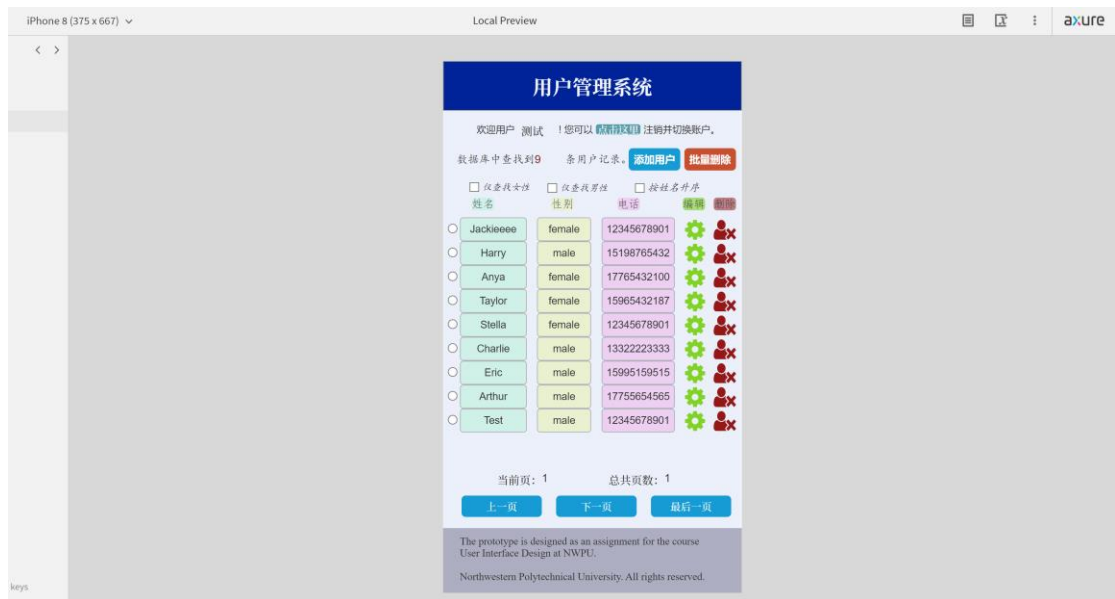 iPhone 8 (375 x 667)
Local Preview
axure
用户管理系统
欢迎用户 测试 !您可以 点击这里 注销并切换账户。
数据库中查找到9 条用户记录。 添加用户 批量删除
仅查找女性 仅查找男性 按姓名升序
姓名 性别 电话 编辑 删除
Jackieeee female 12345678901
Harry male 15198765432
Anya female 17765432100
Taylor female 15965432187
Stella female 12345678901
Charlie male 13322223333
Eric male 15995159515
Arthur male 17755654565
Test male 12345678901
当前页: 1 总共页数: 1
上一页 下一页 最后一页
The prototype is designed as an assignment for the course
User Interface Design at NWPU.
Northwestern Polytechnical University. All rights reserved.
keys